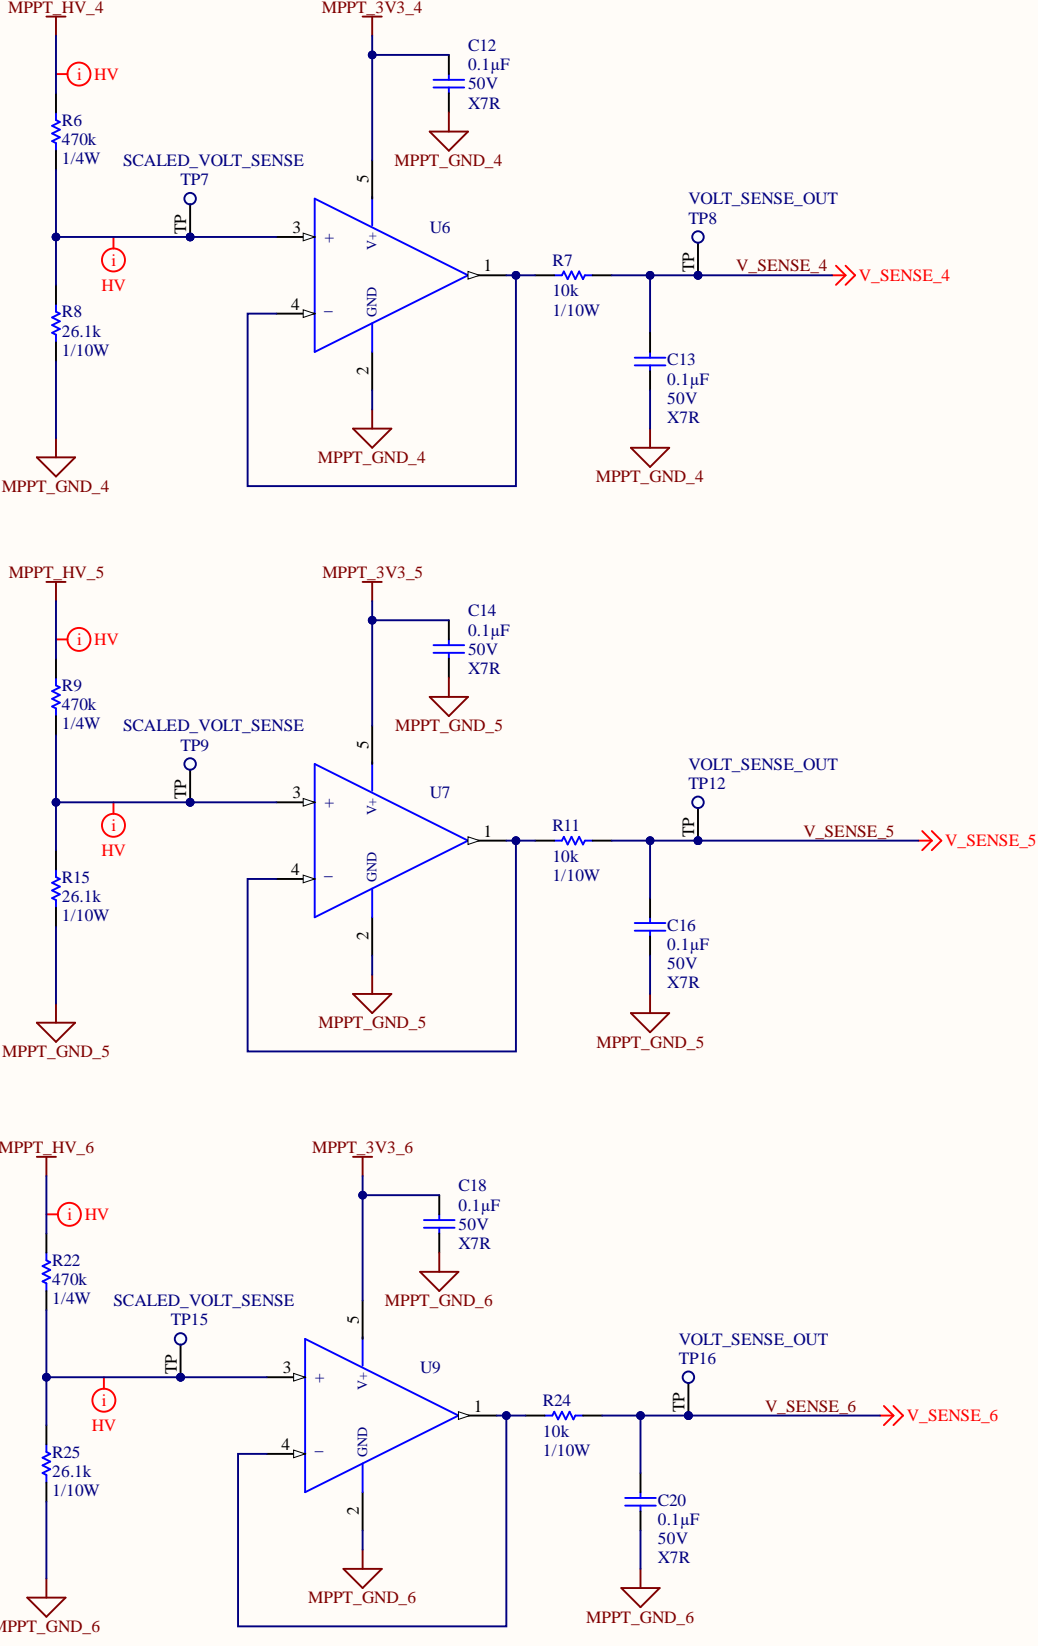 MPPT_HV_4
MPPT_3V3_4
C12
0.1µF
50V
X7R
MPPT_GND_4
i HV
R6
470k
1/4W
SCALED_VOLT_SENSE
TP7
TP
i
HV
R8
26.1k
1/10W
MPPT_GND_4
5
3
+
V+
U6
4
−
GND
2
1
MPPT_GND_4
R7
10k
1/10W
VOLT_SENSE_OUT
TP8
TP
V_SENSE_4
V_SENSE_4
C13
0.1µF
50V
X7R
MPPT_GND_4
MPPT_HV_5
MPPT_3V3_5
C14
0.1µF
50V
X7R
MPPT_GND_5
i HV
R9
470k
1/4W
SCALED_VOLT_SENSE
TP9
TP
i
HV
R15
26.1k
1/10W
MPPT_GND_5
5
3
+
V+
U7
4
−
GND
2
1
MPPT_GND_5
R11
10k
1/10W
VOLT_SENSE_OUT
TP12
TP
V_SENSE_5
V_SENSE_5
C16
0.1µF
50V
X7R
MPPT_GND_5
MPPT_HV_6
MPPT_3V3_6
C18
0.1µF
50V
X7R
MPPT_GND_6
i HV
R22
470k
1/4W
SCALED_VOLT_SENSE
TP15
TP
i
HV
R25
26.1k
1/10W
MPPT_GND_6
5
3
+
V+
U9
4
−
GND
2
1
MPPT_GND_6
R24
10k
1/10W
VOLT_SENSE_OUT
TP16
TP
V_SENSE_6
V_SENSE_6
C20
0.1µF
50V
X7R
MPPT_GND_6